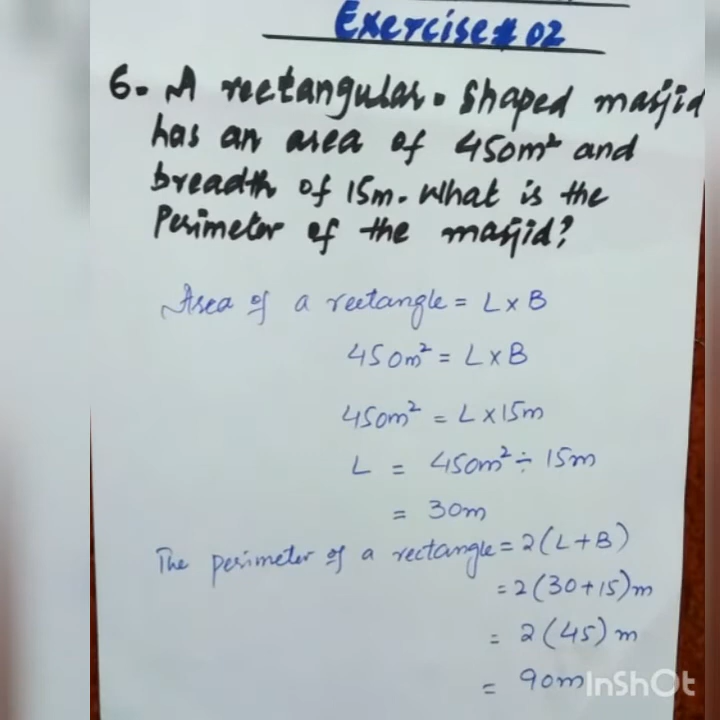 Exercise # 02
6. A rectangular. shaped masjid
has an area of 450m² and
breadth of 15m. what is the
Perimeter of the masjid?
Area of a rectangle = L × B
450m² = L × B
450m² = L × 15m
L = 450m² ÷ 15m
= 30m
The perimeter of a rectangle = 2(L+B)
= 2(30+15)m
= 2(45)m
= 90m
InShOt